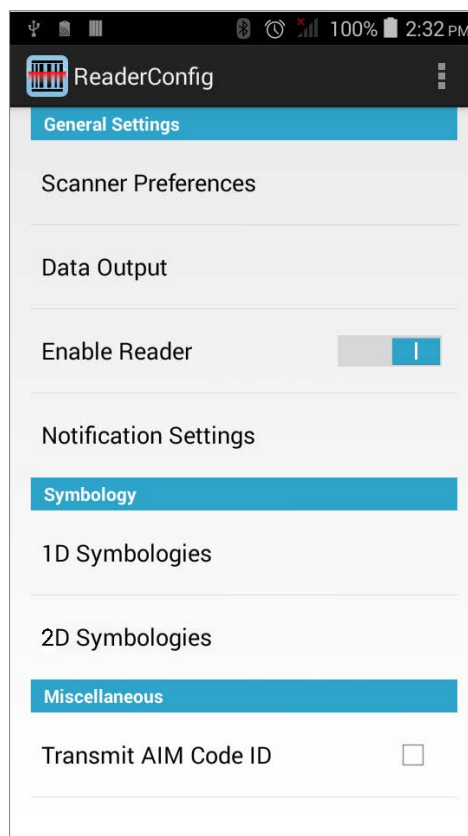 100% 2:32 PM
ReaderConfig
General Settings
Scanner Preferences
Data Output
Enable Reader
Notification Settings
Symbology
1D Symbologies
2D Symbologies
Miscellaneous
Transmit AIM Code ID